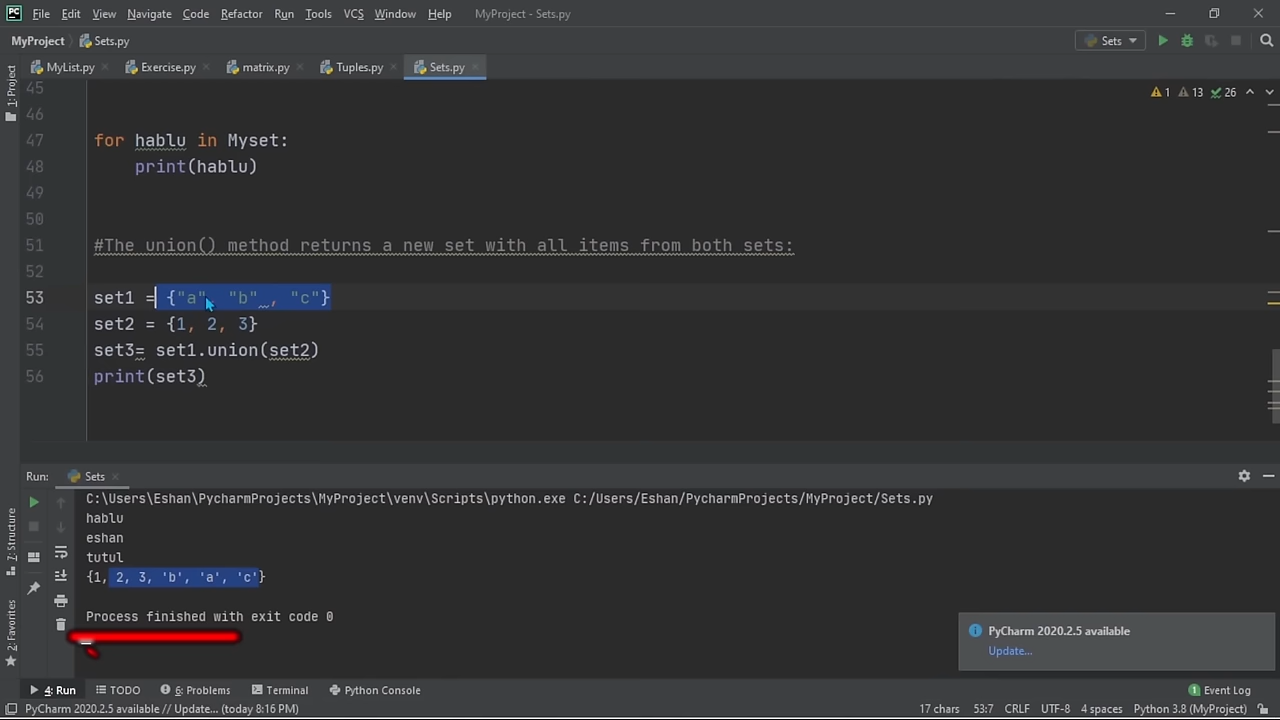 File Edit View Navigate Code Refactor Run Tools VCS Window Help MyProject - Sets.py
MyProject Sets.py Sets
MyList.py Exercise.py matrix.py Tuples.py Sets.py
1: Project
45
1 13 26
46
47 for hablu in Myset:
48 print(hablu)
49
50
51 #The union() method returns a new set with all items from both sets:
52
53 set1 = {"a", "b" , "c"}
54 set2 = {1, 2, 3}
55 set3= set1.union(set2)
56 print(set3)
Run: Sets
C:\Users\Eshan\PycharmProjects\MyProject\venv\Scripts\python.exe C:/Users/Eshan/PycharmProjects/MyProject/Sets.py
hablu
eshan
tutul
{1, 2, 3, 'b', 'a', 'c'}
Process finished with exit code 0
7: Structure
2: Favorites
PyCharm 2020.2.5 available
Update...
4: Run TODO 6: Problems Terminal Python Console 1 Event Log
PyCharm 2020.2.5 available // Update... (today 8:16 PM) 17 chars 53:7 CRLF UTF-8 4 spaces Python 3.8 (MyProject)